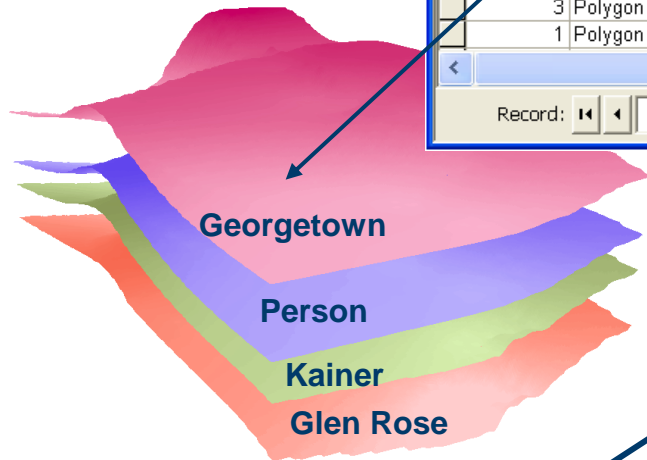 3 Polygon
1 Polygon
Record:
Georgetown
Person
Kainer
Glen Rose